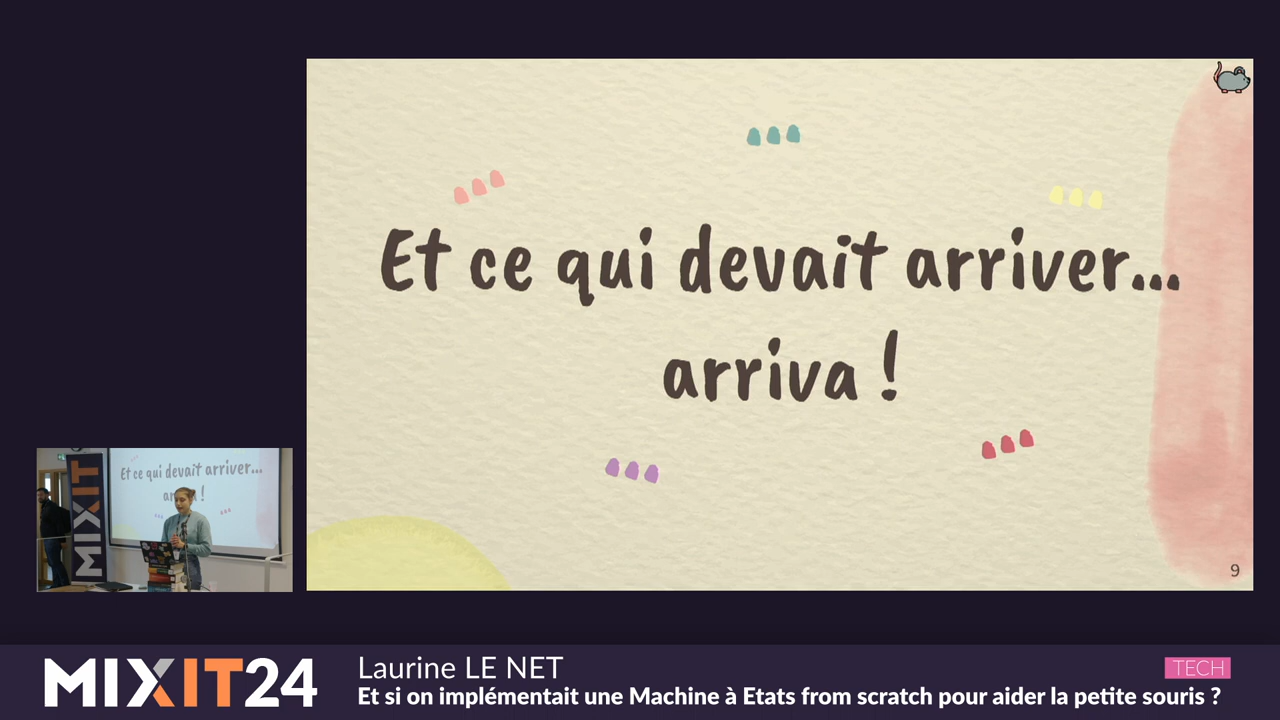 Et ce qui devait arriver...
arriva !
9
Et ce qui devait arriver...
MIXIT
MIXIT24
Laurine LE NET
TECH
Et si on implémentait une Machine à Etats from scratch pour aider la petite souris ?